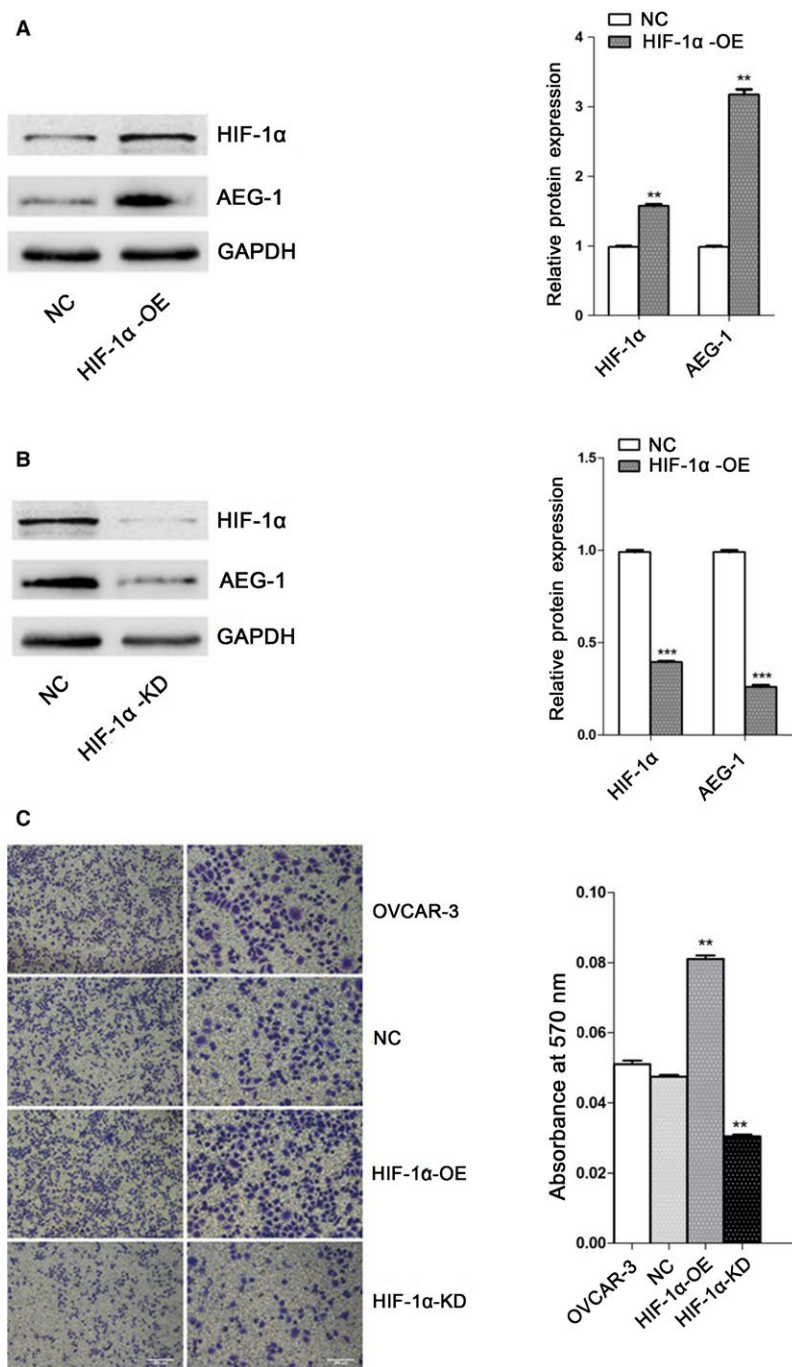 A
HIF-1α
AEG-1
GAPDH
NC
HIF-1α -OE
NC
HIF-1α -OE
Relative protein expression
4
3
2
1
0
**
**
HIF-1α
AEG-1
B
HIF-1α
AEG-1
GAPDH
NC
HIF-1α -KD
NC
HIF-1α -OE
Relative protein expression
1.5
1.0
0.5
0.0
***
***
HIF-1α
AEG-1
C
OVCAR-3
NC
HIF-1α-OE
HIF-1α-KD
Absorbance at 570 nm
0.10
0.08
0.06
0.04
0.02
0.00
**
**
OVCAR-3
NC
HIF-1α-OE
HIF-1α-KD